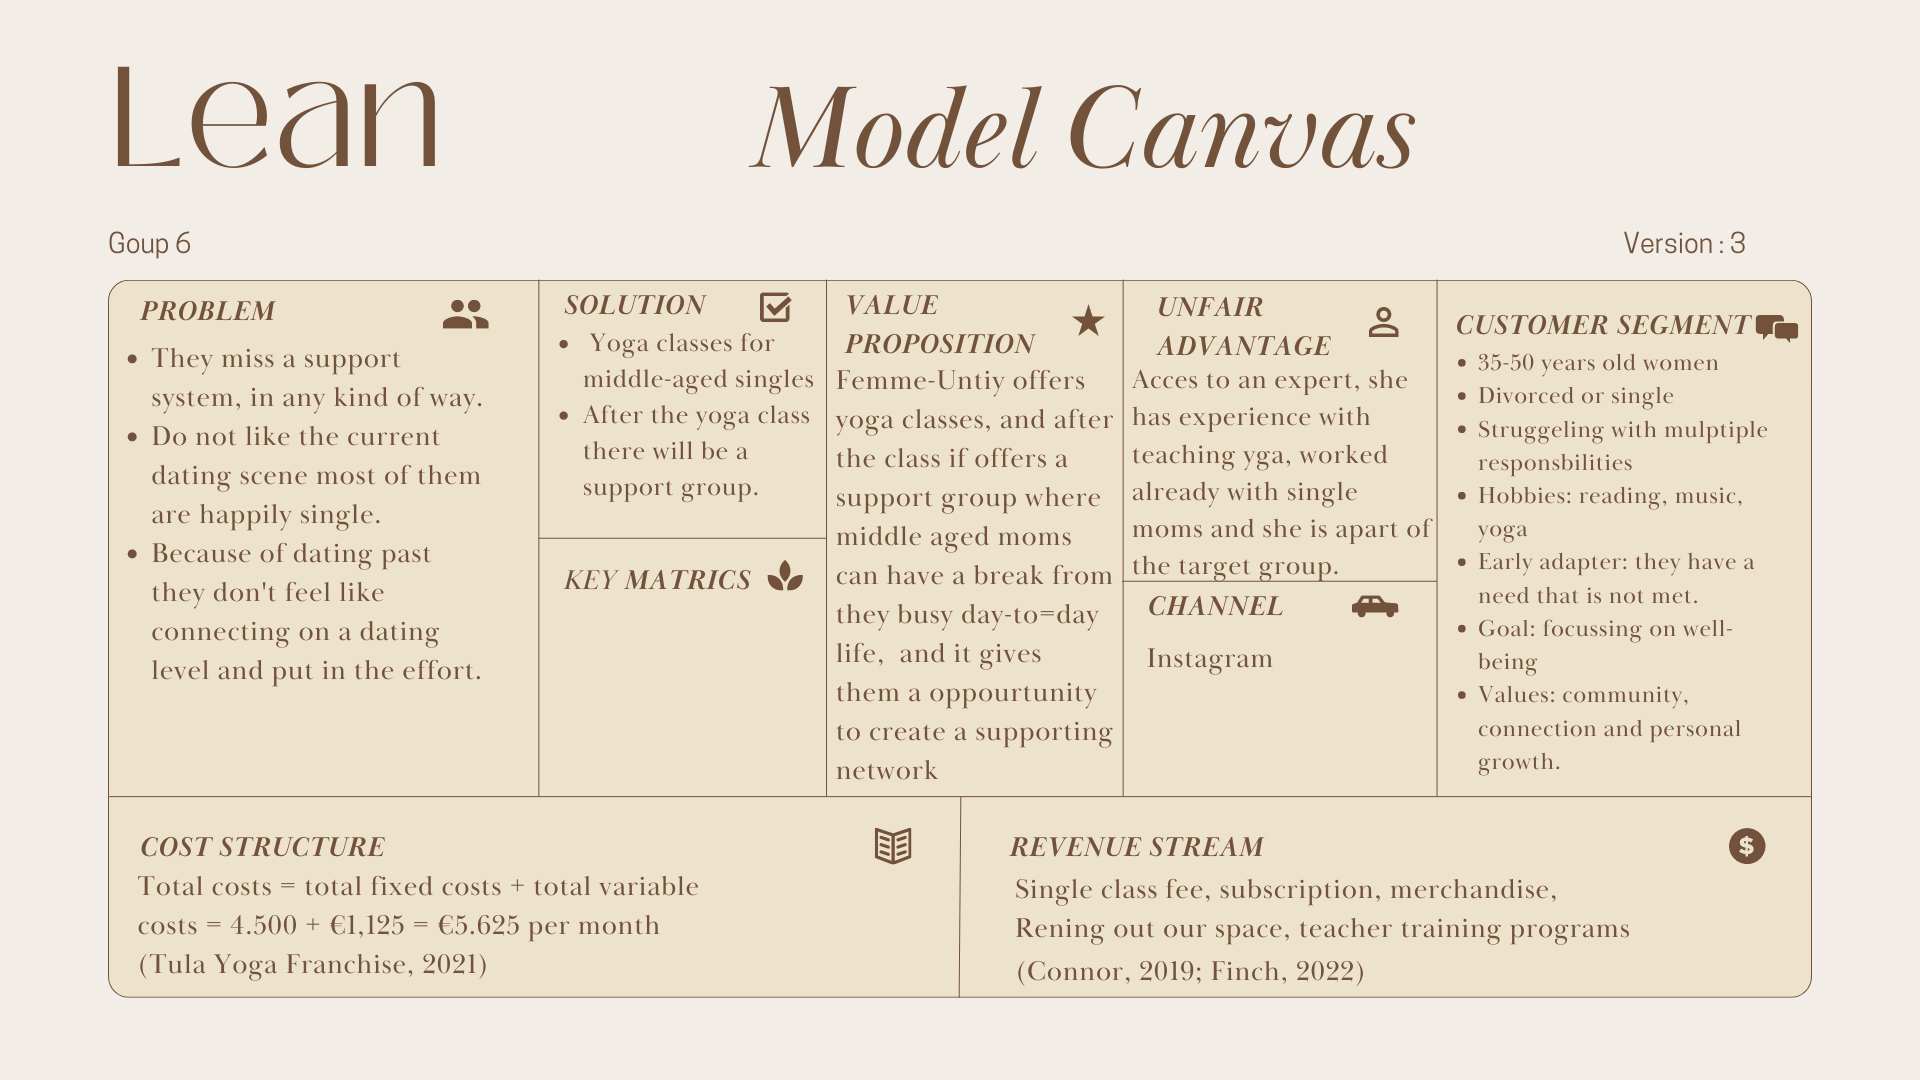 Lean
Model Canvas
Goup 6
Version : 3
PROBLEM
They miss a support
system, in any kind of way.
Do not like the current
dating scene most of them
are happily single.
Because of dating past
they don't feel like
connecting on a dating
level and put in the effort.
SOLUTION
Yoga classes for
middle-aged singles
After the yoga class
there will be a
support group.
KEY MATRICS
VALUE
PROPOSITION
Femme-Untiy offers
yoga classes, and after
the class if offers a
support group where
middle aged moms
can have a break from
they busy day-to=day
life,  and it gives
them a oppourtunity
to create a supporting
network
UNFAIR
ADVANTAGE
Acces to an expert, she
has experience with
teaching yga, worked
already with single
moms and she is apart of
the target group.
CHANNEL
Instagram
CUSTOMER SEGMENT
35-50 years old women
Divorced or single
Struggeling with mulptiple
responsbilities
Hobbies: reading, music,
yoga
Early adapter: they have a
need that is not met.
Goal: focussing on well-
being
Values: community,
connection and personal
growth.
COST STRUCTURE
Total costs = total fixed costs + total variable
costs = 4.500 + €1,125 = €5.625 per month
(Tula Yoga Franchise, 2021)
REVENUE STREAM
$
Single class fee, subscription, merchandise,
Rening out our space, teacher training programs
(Connor, 2019; Finch, 2022)